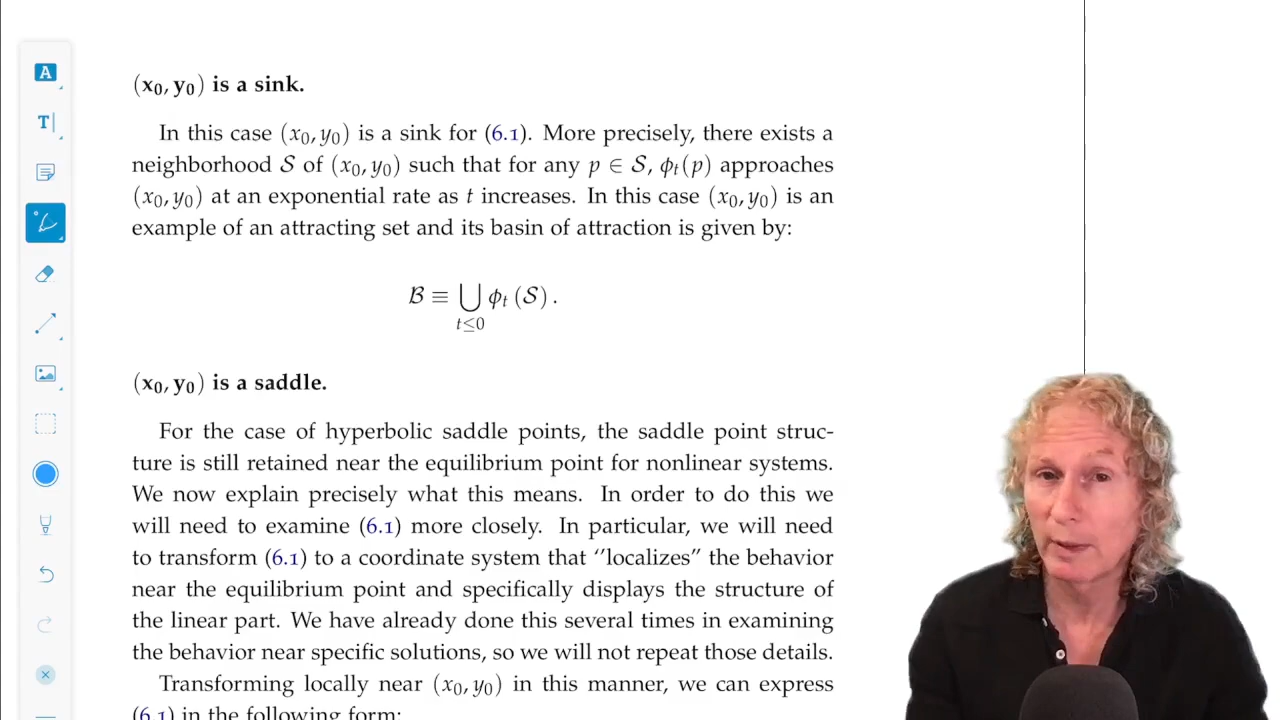 (x₀, y₀) is a sink.
In this case (x₀, y₀) is a sink for (6.1). More precisely, there exists a
neighborhood 𝒮 of (x₀, y₀) such that for any p ∈ 𝒮, ϕₜ(p) approaches
(x₀, y₀) at an exponential rate as t increases. In this case (x₀, y₀) is an
example of an attracting set and its basin of attraction is given by:
ℬ ≡ ⋃ ϕₜ (𝒮) .
t≤0
(x₀, y₀) is a saddle.
For the case of hyperbolic saddle points, the saddle point struc-
ture is still retained near the equilibrium point for nonlinear systems.
We now explain precisely what this means. In order to do this we
will need to examine (6.1) more closely. In particular, we will need
to transform (6.1) to a coordinate system that ‘‘localizes” the behavior
near the equilibrium point and specifically displays the structure of
the linear part. We have already done this several times in examining
the behavior near specific solutions, so we will not repeat those details.
Transforming locally near (x₀, y₀) in this manner, we can express
(6.1) in the following form: